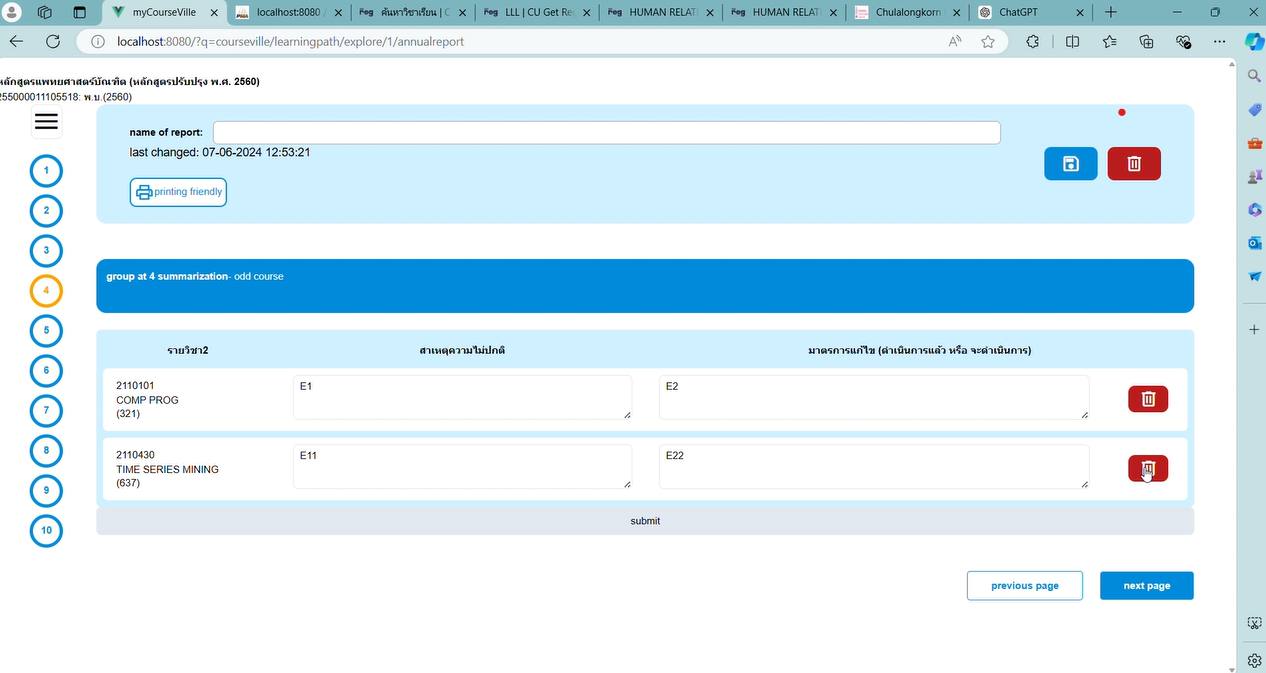 myCourseVille
localhost:8080 /
ค้นหาวิชาเรียน | C
LLL | CU Get Reg
HUMAN RELAT
HUMAN RELAT
Chulalongkorn
ChatGPT
localhost:8080/?q=courseville/learningpath/explore/1/annualreport
หลักสูตรแพทยศาสตร์บัณฑิต (หลักสูตรปรับปรุง พ.ศ. 2560)
255000011105518: พ.บ.(2560)
name of report:
last changed: 07-06-2024 12:53:21
printing friendly
1
2
3
4
5
6
7
8
9
10
group at 4 summarization- odd course
รายวิชา2
สาเหตุความไม่ปกติ
มาตรการแก้ไข (ดำเนินการแล้ว หรือ จะดำเนินการ)
2110101
COMP PROG
(321)
E1
E2
2110430
TIME SERIES MINING
(637)
E11
E22
submit
previous page
next page